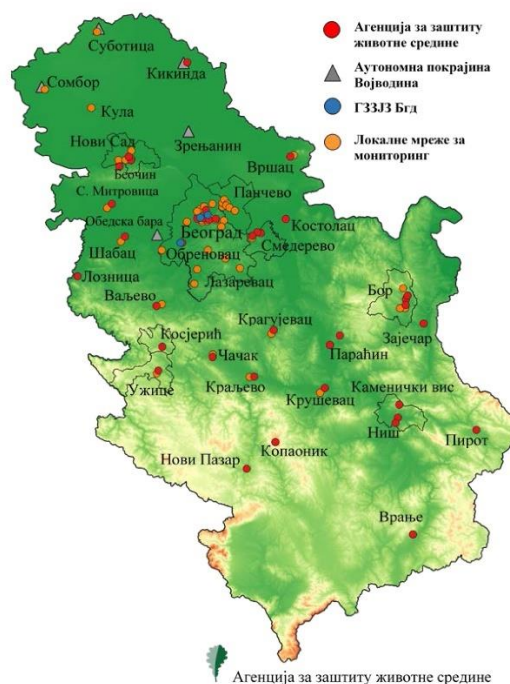 Агенција за заштиту
животне средине
Аутономна покрајина
Војводина
ГЗЗЈЗ Бгд
Локалне мреже за
мониторинг
Суботица
Кикинда
Сомбор
Кула
Зрењанин
Нови Сад
Беочин
Вршац
С. Митровица
Панчево
Обедска бара
Београд
Костолац
Смедерево
Шабац
Обреновац
Лозница
Лазаревац
Бор
Ваљево
Косјерић
Крагујевац
Зајечар
Чачак
Параћин
Ужице
Краљево
Крушевац
Каменички вис
Ниш
Пирот
Копаоник
Нови Пазар
Врање
Агенција за заштиту животне средине